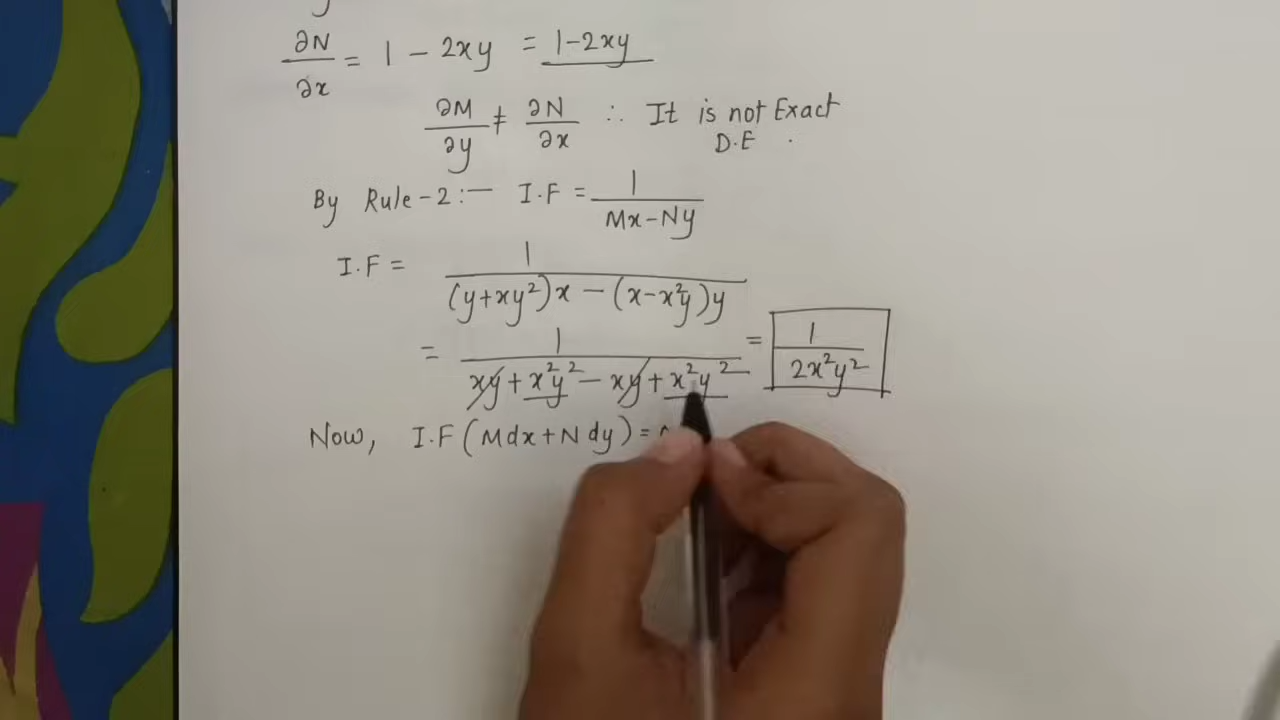 ∂N/∂x = 1 - 2xy = 1-2xy
∂M/∂y ≠ ∂N/∂x ∴ It is not Exact
D.E .
By Rule-2:- I.F = 1/(Mx-Ny)
I.F = 1/((y+xy²)x - (x-x²y)y)
= 1/(xy+x²y²-xy+x²y²) = 1/(2x²y²)
Now, I.F(Mdx+Ndy)=